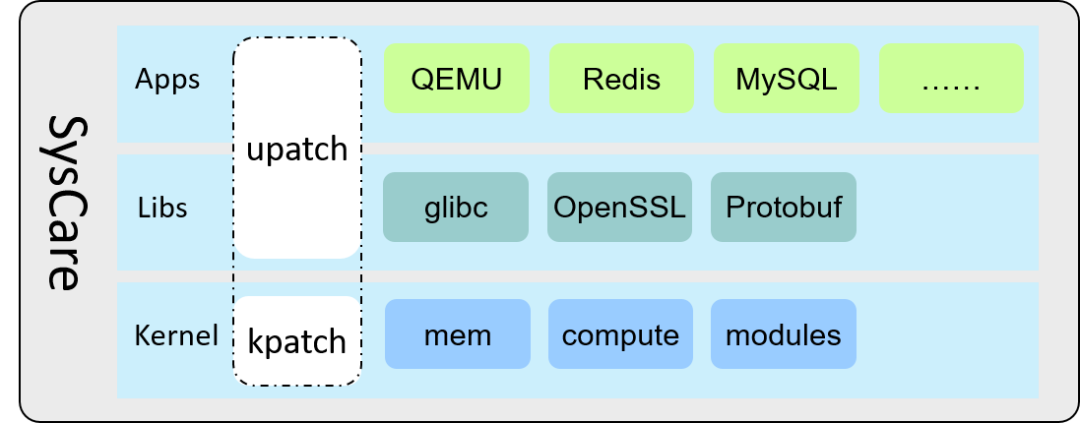 SysCare
Apps
upatch
QEMU
Redis
MySQL
......
Libs
glibc
OpenSSL
Protobuf
Kernel
kpatch
mem
compute
modules